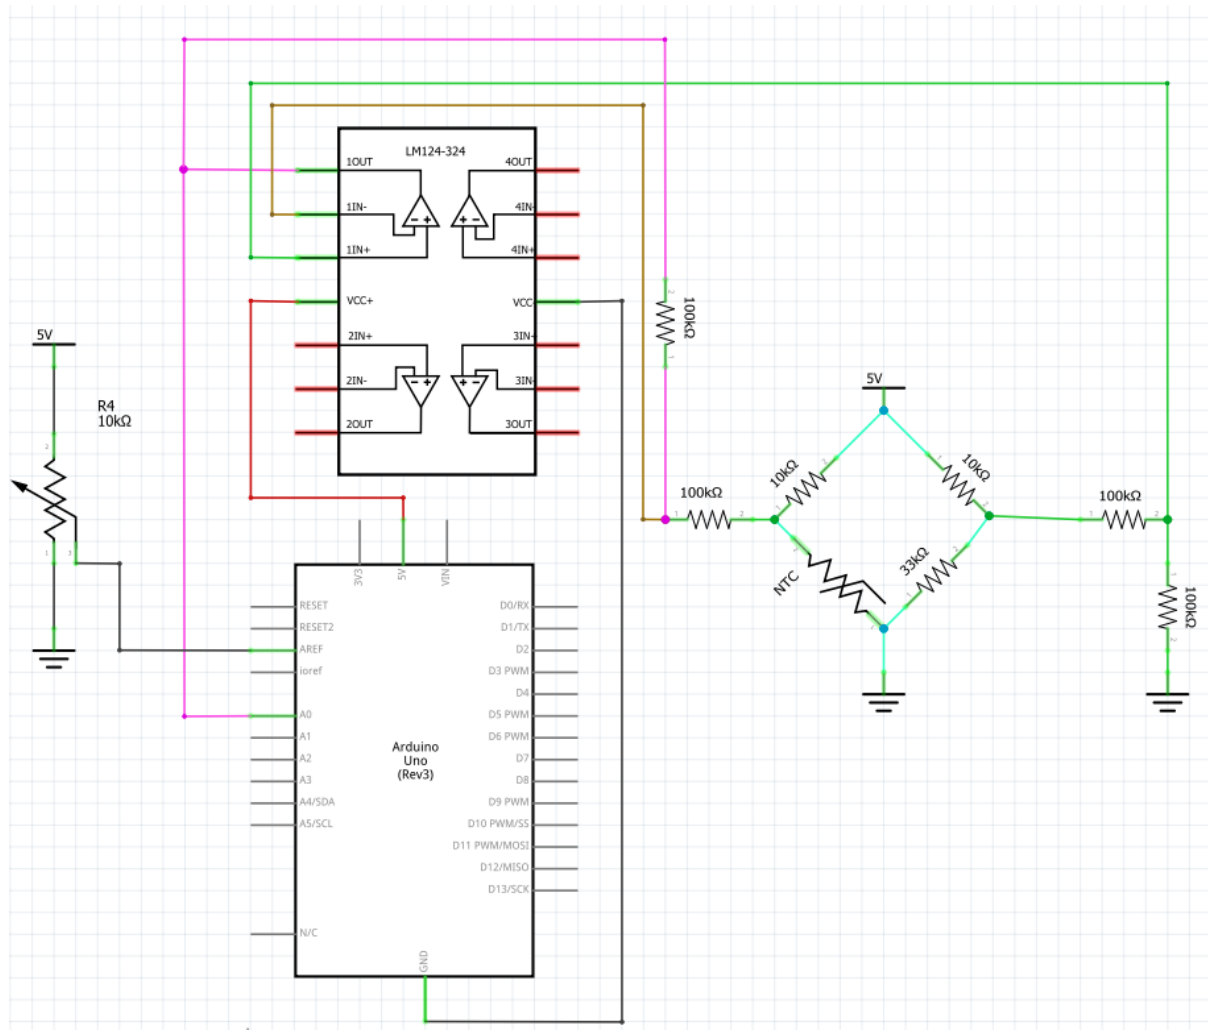 LM124-324
1OUT
4OUT
1IN-
4IN-
1IN+
4IN+
VCC+
VCC
2IN+
3IN-
2IN-
3IN-
2OUT
3OUT
100kΩ
5V
R4
10kΩ
5V
10kΩ
10kΩ
100kΩ
100kΩ
NTC
33kΩ
100kΩ
3V3
5V
VIN
RESET
D0/RX
RESET2
D1/TX
AREF
D2
ioref
D3 PWM
D4
A0
D5 PWM
A1
D6 PWM
A2
D7
A3
D8
A4/SDA
D9 PWM
A5/SCL
D10 PWM/SS
D11 PWM/MOSI
D12/MISO
D13/SCK
Arduino
Uno
(Rev3)
N/C
GND